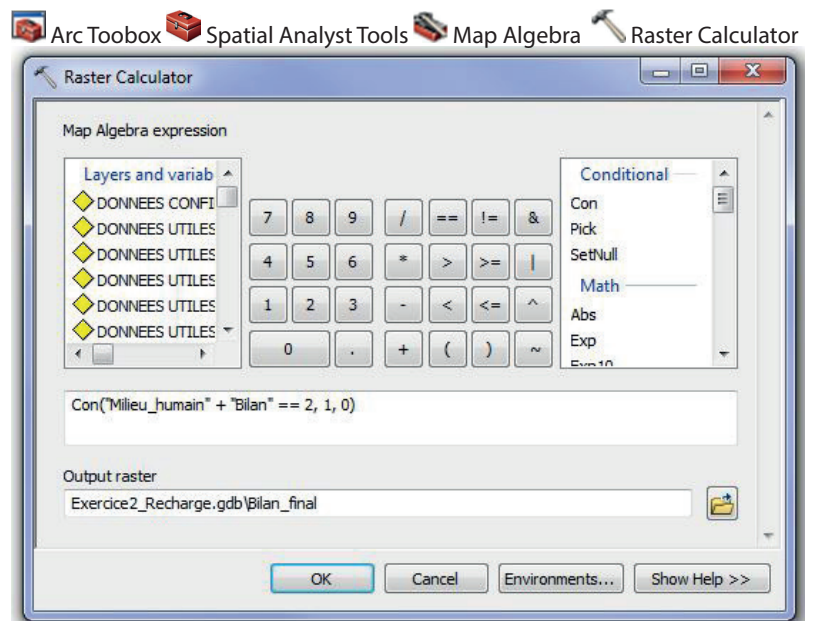 Arc Toobox Spatial Analyst Tools Map Algebra Raster Calculator
Raster Calculator
Map Algebra expression
Layers and variab
DONNEES CONFI
DONNEES UTILES
DONNEES UTILES
DONNEES UTILES
DONNEES UTILES
DONNEES UTILES
7 8 9 / == != &
4 5 6 * > >= |
1 2 3 - < <= ^
0 . + ( ) ~
Conditional
Con
Pick
SetNull
Math
Abs
Exp
Exp10
Con("Milieu_humain" + "Bilan" == 2, 1, 0)
Output raster
Exercice2_Recharge.gdb\Bilan_final
OK Cancel Environments... Show Help >>